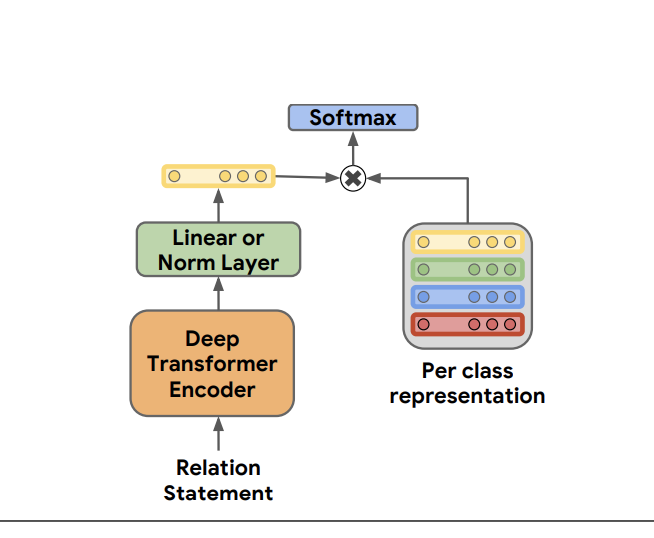 Softmax
Linear or
Norm Layer
Deep
Transformer
Encoder
Per class
representation
Relation
Statement